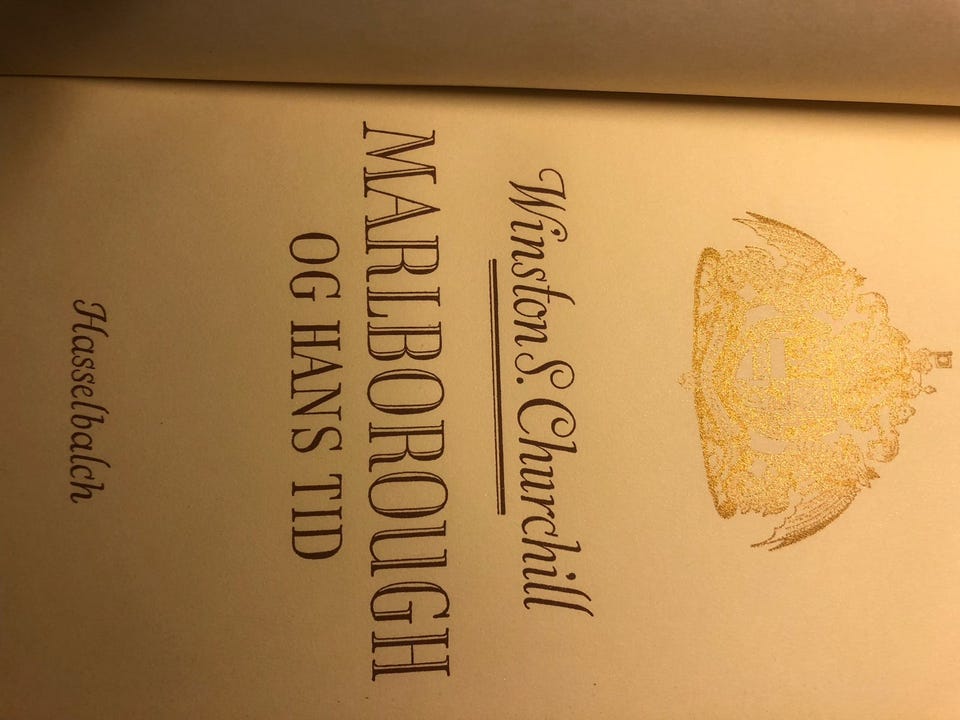 Winston S. Churchill
MARLBOROUGH
OG HANS TID
Hasselbalch